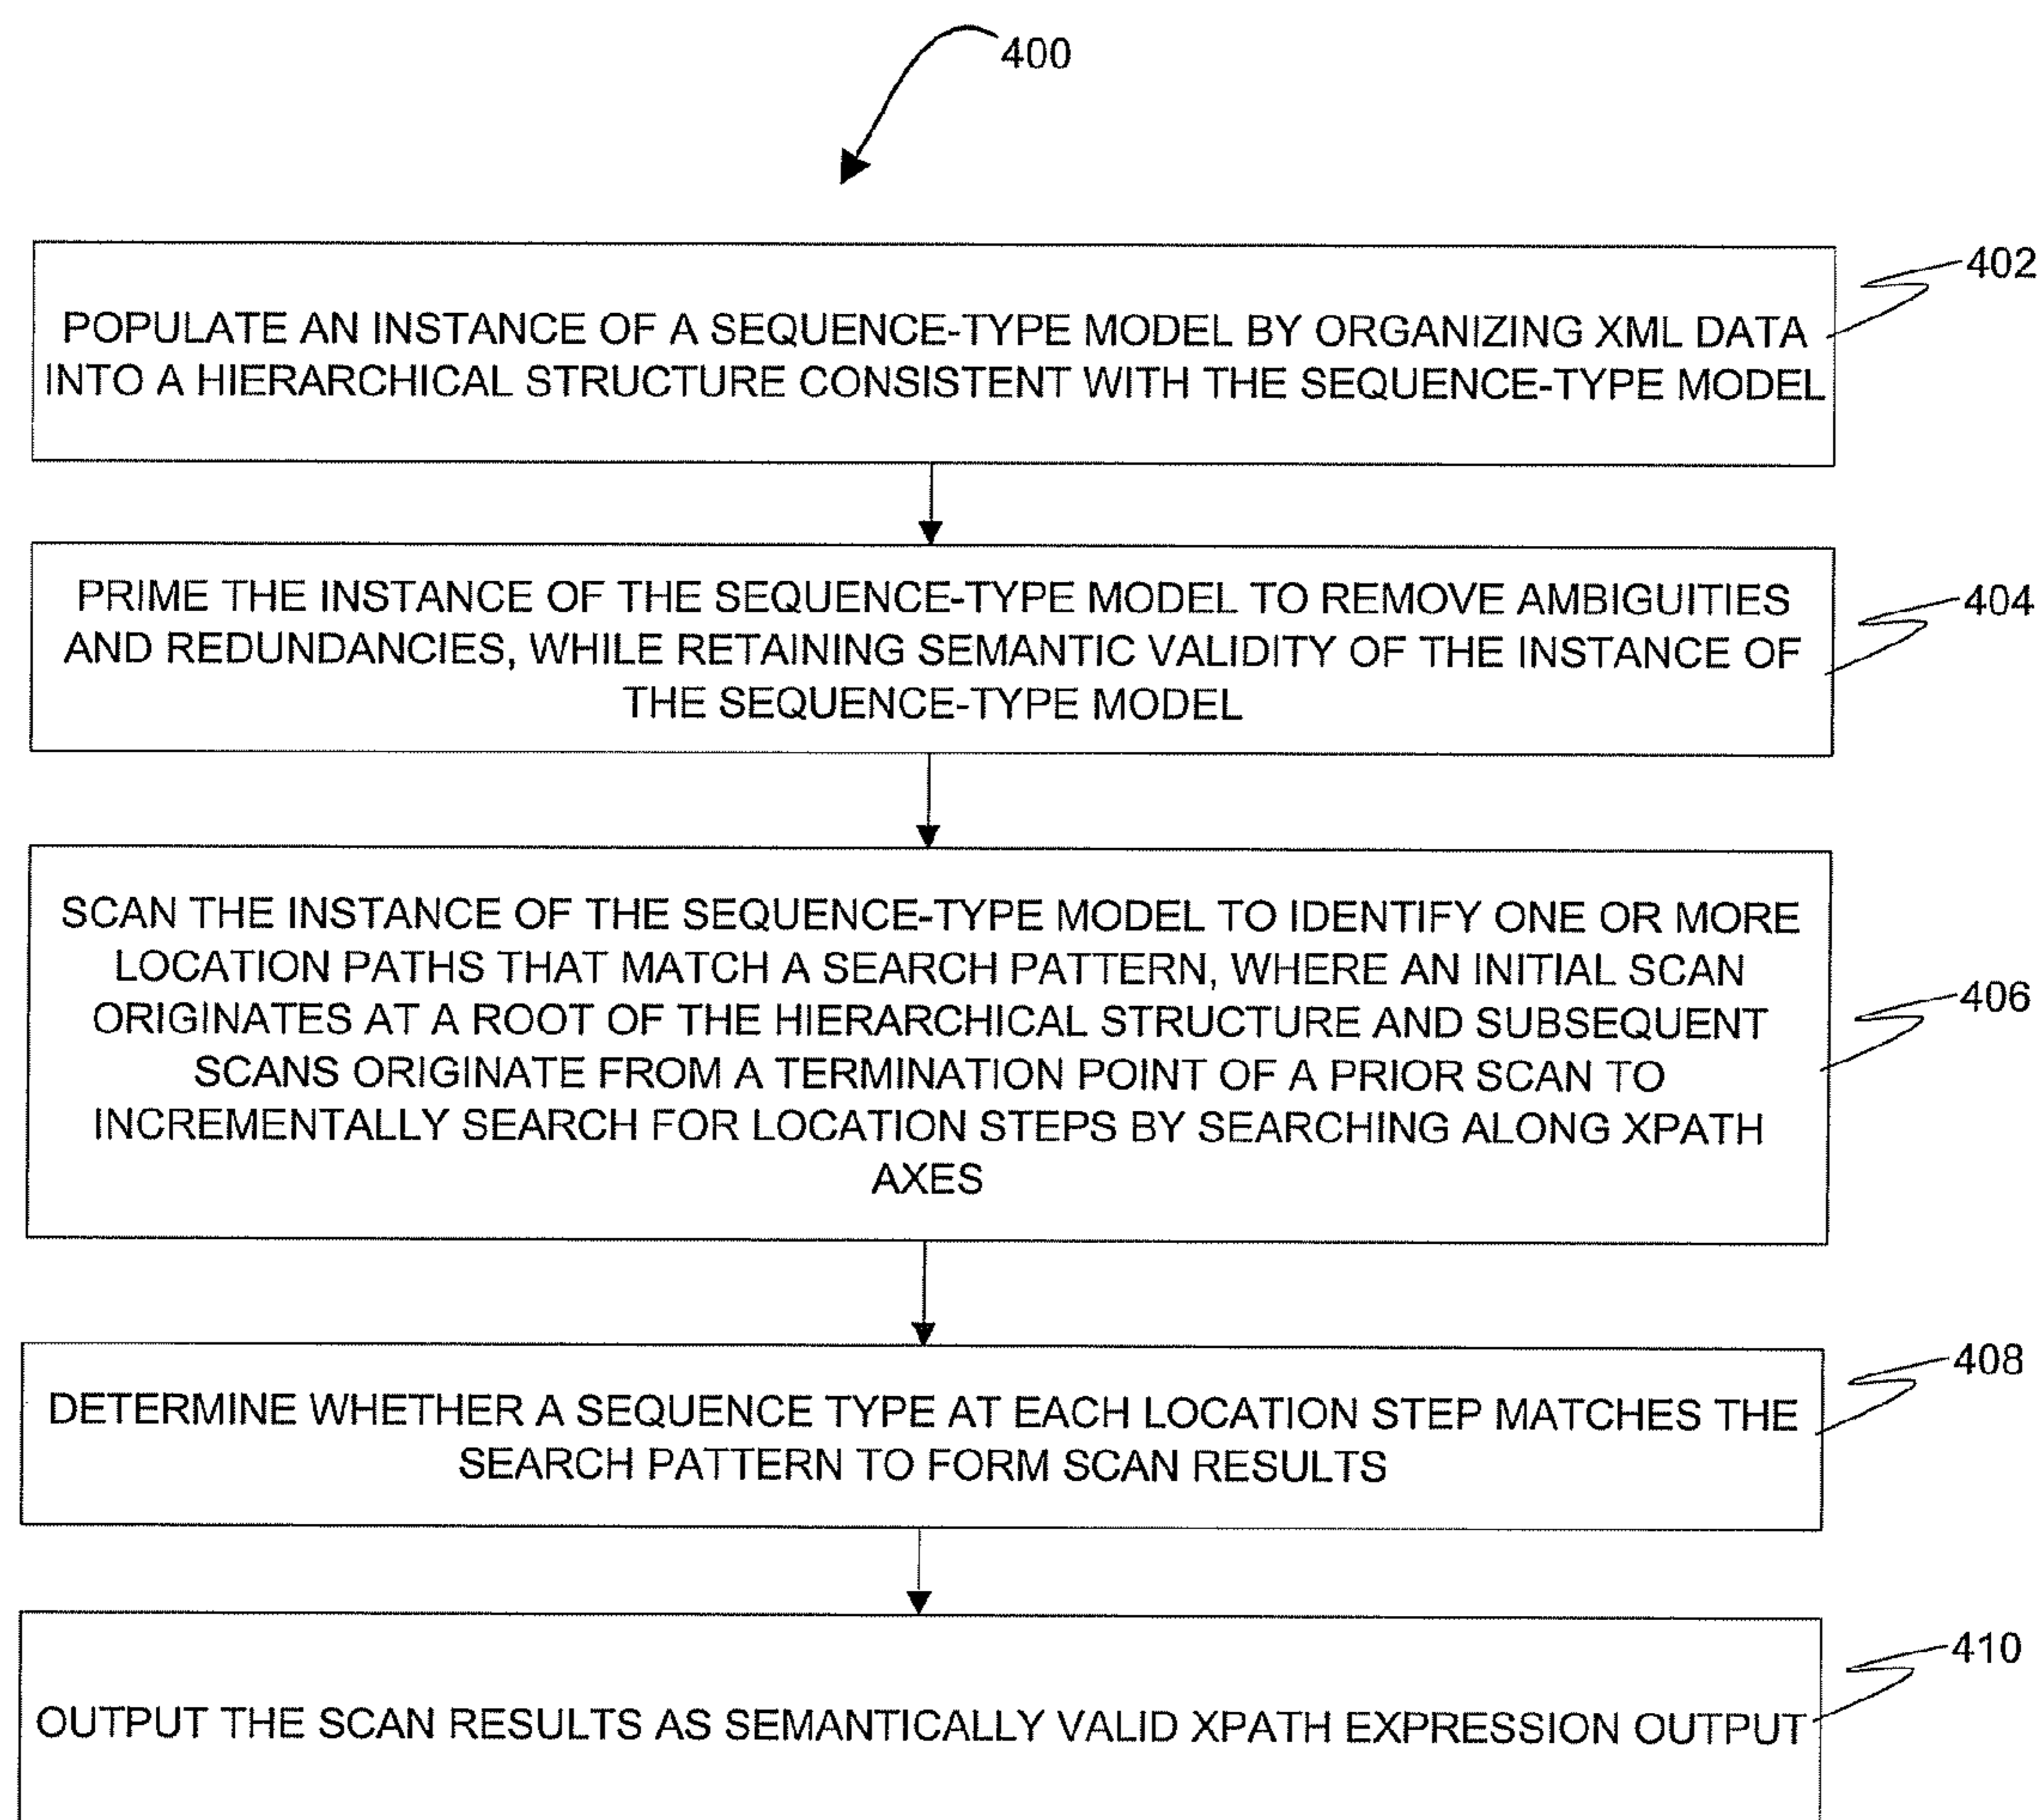 400
402
POPULATE AN INSTANCE OF A SEQUENCE-TYPE MODEL BY ORGANIZING XML DATA
INTO A HIERARCHICAL STRUCTURE CONSISTENT WITH THE SEQUENCE-TYPE MODEL
404
PRIME THE INSTANCE OF THE SEQUENCE-TYPE MODEL TO REMOVE AMBIGUITIES
AND REDUNDANCIES, WHILE RETAINING SEMANTIC VALIDITY OF THE INSTANCE OF
THE SEQUENCE-TYPE MODEL
406
SCAN THE INSTANCE OF THE SEQUENCE-TYPE MODEL TO IDENTIFY ONE OR MORE
LOCATION PATHS THAT MATCH A SEARCH PATTERN, WHERE AN INITIAL SCAN
ORIGINATES AT A ROOT OF THE HIERARCHICAL STRUCTURE AND SUBSEQUENT
SCANS ORIGINATE FROM A TERMINATION POINT OF A PRIOR SCAN TO
INCREMENTALLY SEARCH FOR LOCATION STEPS BY SEARCHING ALONG XPATH
AXES
408
DETERMINE WHETHER A SEQUENCE TYPE AT EACH LOCATION STEP MATCHES THE
SEARCH PATTERN TO FORM SCAN RESULTS
410
OUTPUT THE SCAN RESULTS AS SEMANTICALLY VALID XPATH EXPRESSION OUTPUT